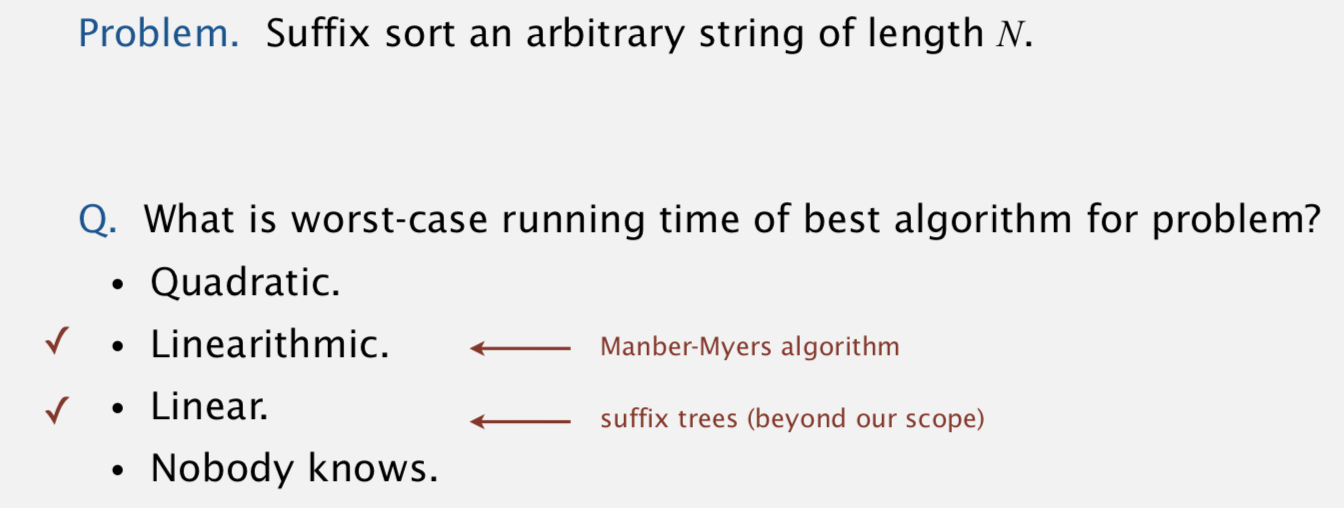 Problem. Suffix sort an arbitrary string of length N.
Q. What is worst-case running time of best algorithm for problem?
• Quadratic.
✓ • Linearithmic. ← Manber-Myers algorithm
✓ • Linear. ← suffix trees (beyond our scope)
• Nobody knows.